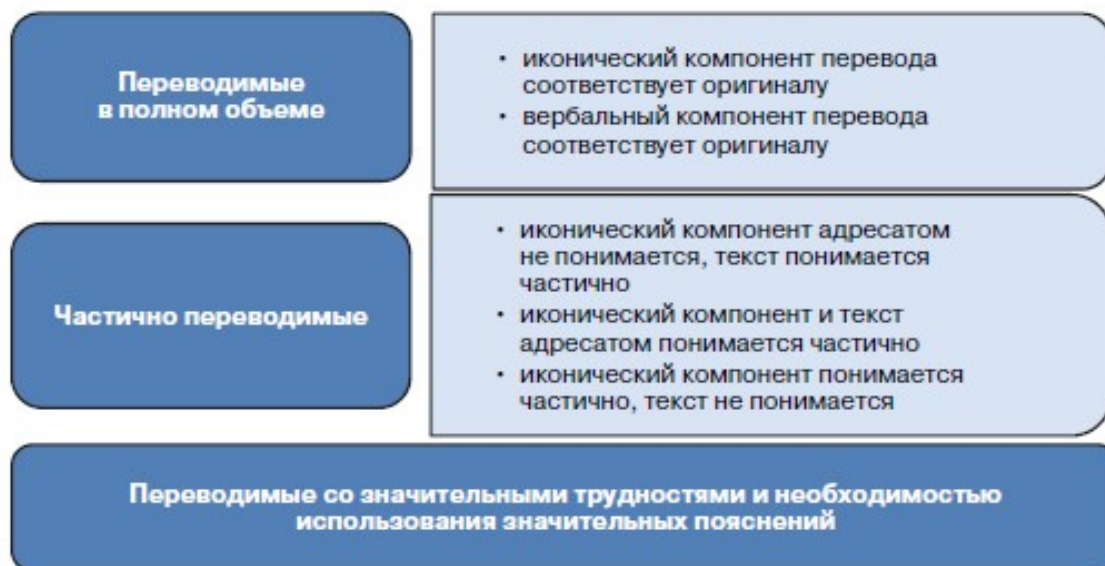 Переводимые
в полном объеме
• иконический компонент перевода
соответствует оригиналу
• вербальный компонент перевода
соответствует оригиналу
Частично переводимые
• иконический компонент адресатом
не понимается, текст понимается
частично
• иконический компонент и текст
адресатом понимается частично
• иконический компонент понимается
частично, текст не понимается
Переводимые со значительными трудностями и необходимостью
использования значительных пояснений